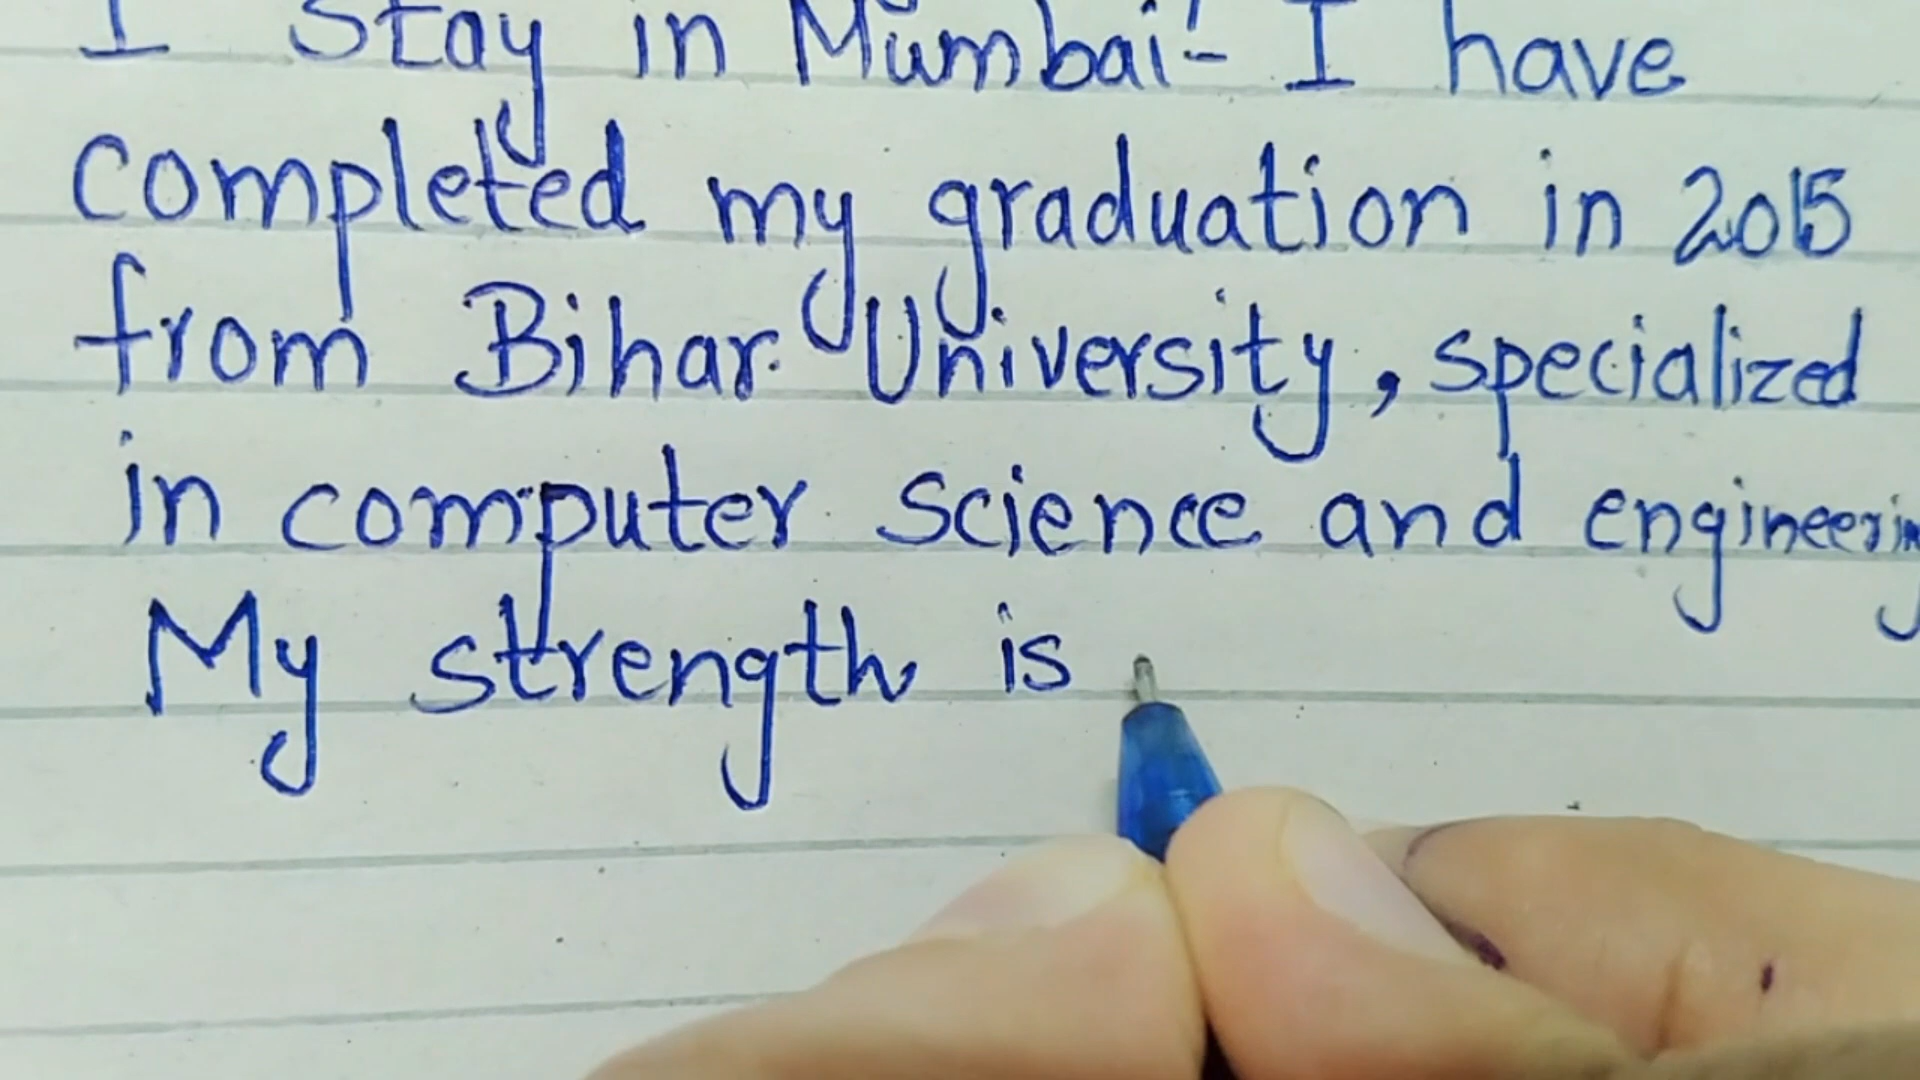 I stay in Mumbai:- I have
completed my graduation in 2015
from Bihar University, specialized
in computer science and engineering
My strength is